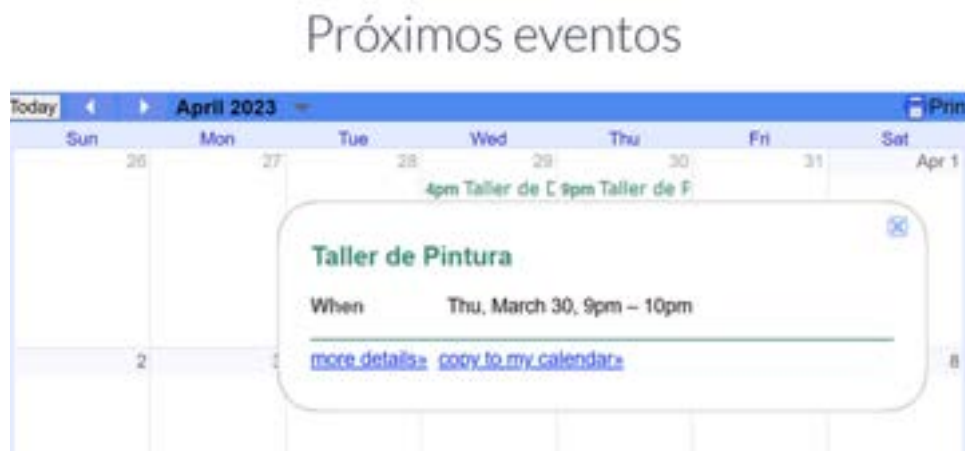 Próximos eventos
Today April 2023 Print
Sun Mon Tue Wed Thu Fri Sat
26 27 28 29 30 31 Apr 1
4pm Taller de D 9pm Taller de P
Taller de Pintura
When Thu, March 30, 9pm – 10pm
more details» copy to my calendar»
2 8